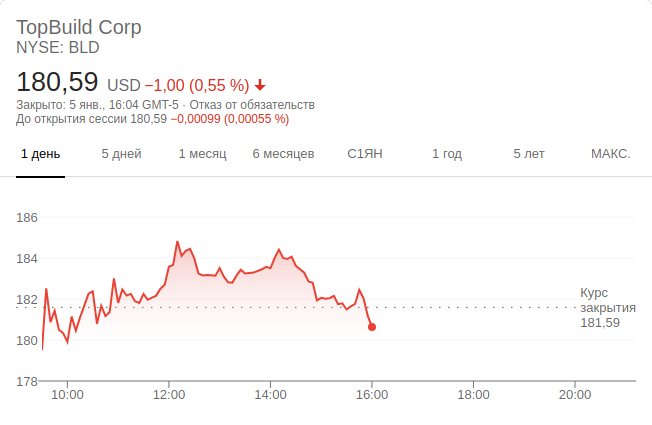 TopBuild Corp
NYSE: BLD
180,59 USD −1,00 (0,55 %)
Закрыто: 5 янв., 16:04 GMT-5 · Отказ от обязательств
До открытия сессии 180,59 −0,00099 (0,00055 %)
1 день 5 дней 1 месяц 6 месяцев С1ЯН 1 год 5 лет МАКС.
186
184
182
180
178
Курс
закрытия
181,59
10:00 12:00 14:00 16:00 18:00 20:00